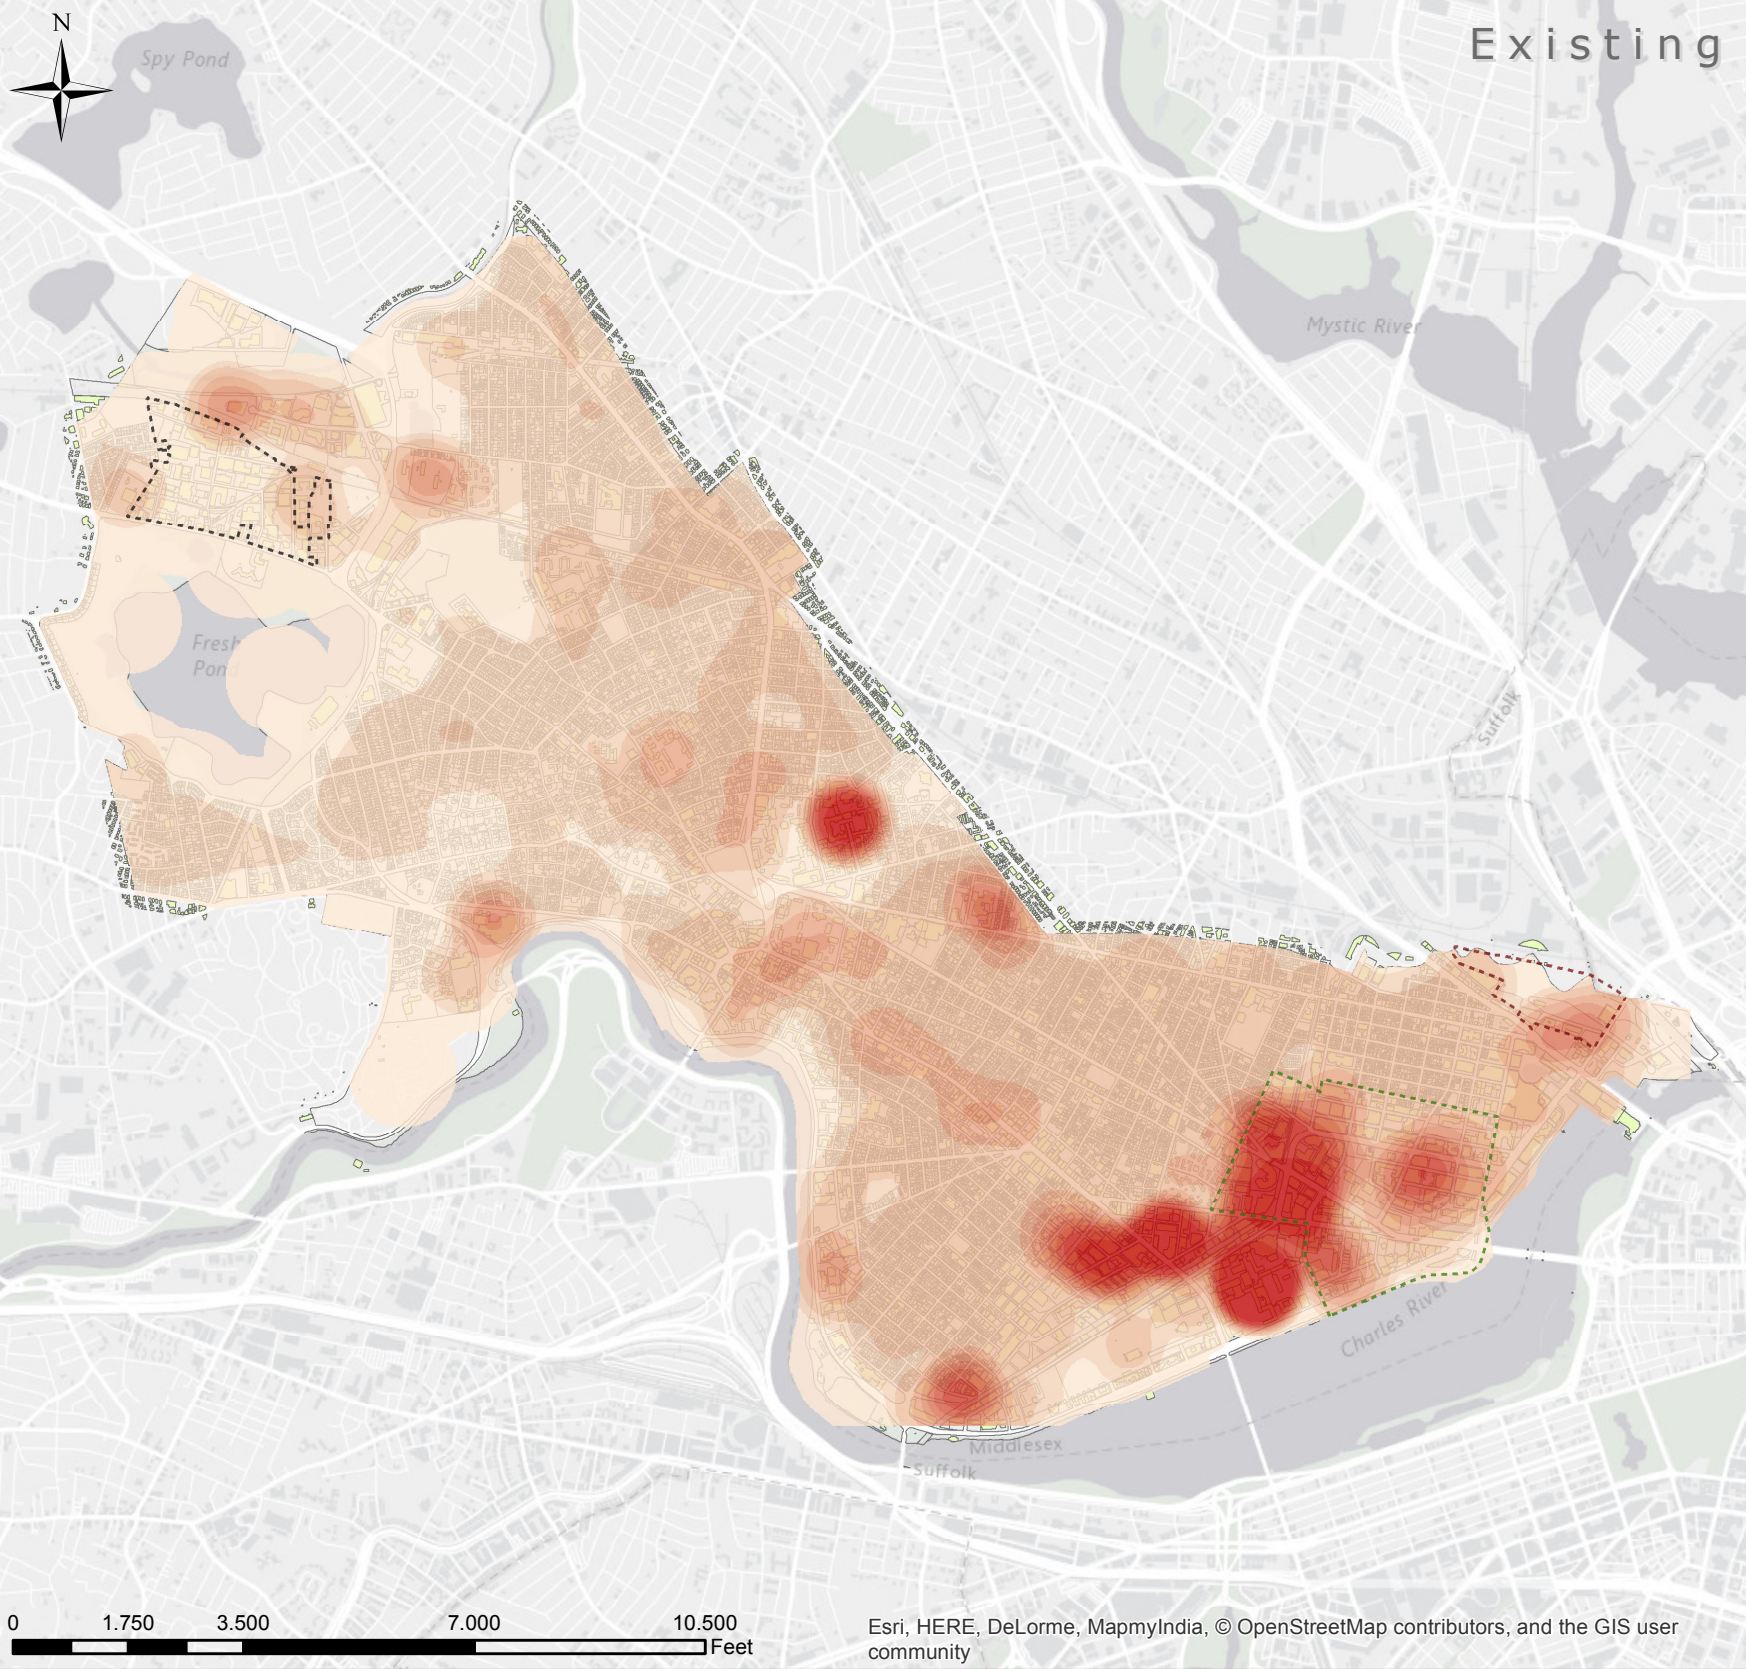 N
Existing
Spy Pond
Mystic River
Fresh
Pon
Suffolk
Charles River
Middlesex
Suffolk
0 1.750 3.500 7.000 10.500
Feet
Esri, HERE, DeLorme, MapmyIndia, © OpenStreetMap contributors, and the GIS user
community